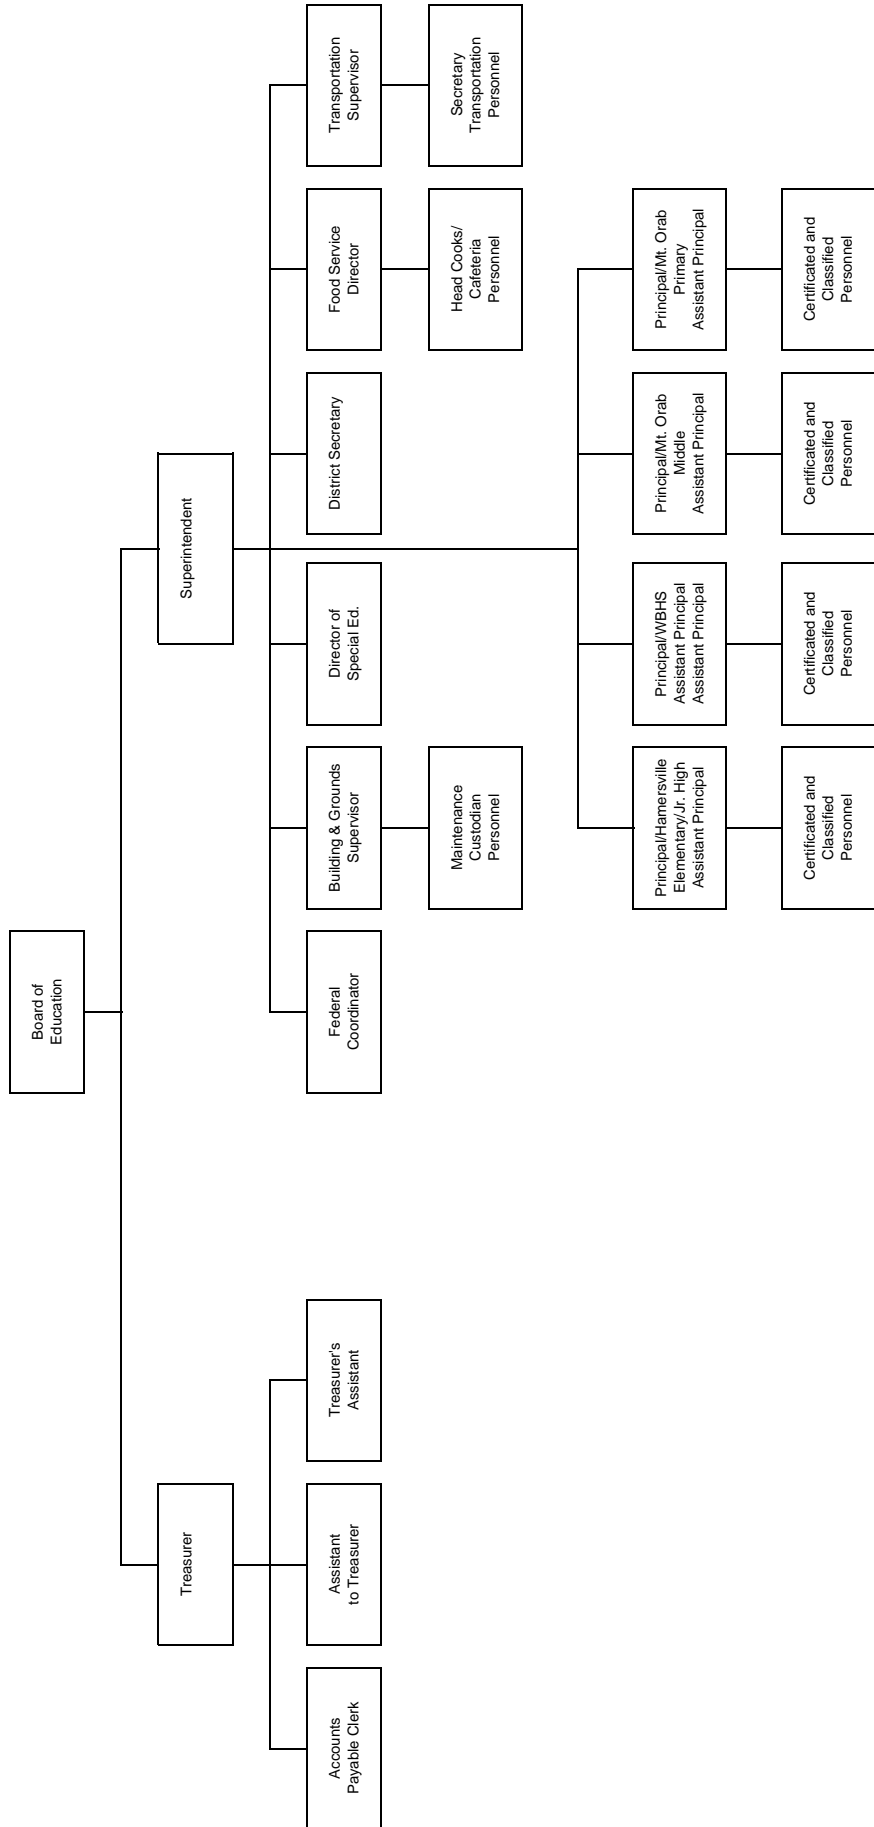 Board of
Education
Treasurer
Superintendent
Accounts
Payable Clerk
Assistant
to Treasurer
Treasurer's
Assistant
Federal
Coordinator
Building & Grounds
Supervisor
Director of
Special Ed.
District Secretary
Food Service
Director
Transportation
Supervisor
Maintenance
Custodian
Personnel
Head Cooks/
Cafeteria
Personnel
Secretary
Transportation
Personnel
Principal/Hamersville
Elementary/Jr. High
Assistant Principal
Principal/WBHS
Assistant Principal
Assistant Principal
Principal/Mt. Orab
Middle
Assistant Principal
Principal/Mt. Orab
Primary
Assistant Principal
Certificated and
Classified
Personnel
Certificated and
Classified
Personnel
Certificated and
Classified
Personnel
Certificated and
Classified
Personnel